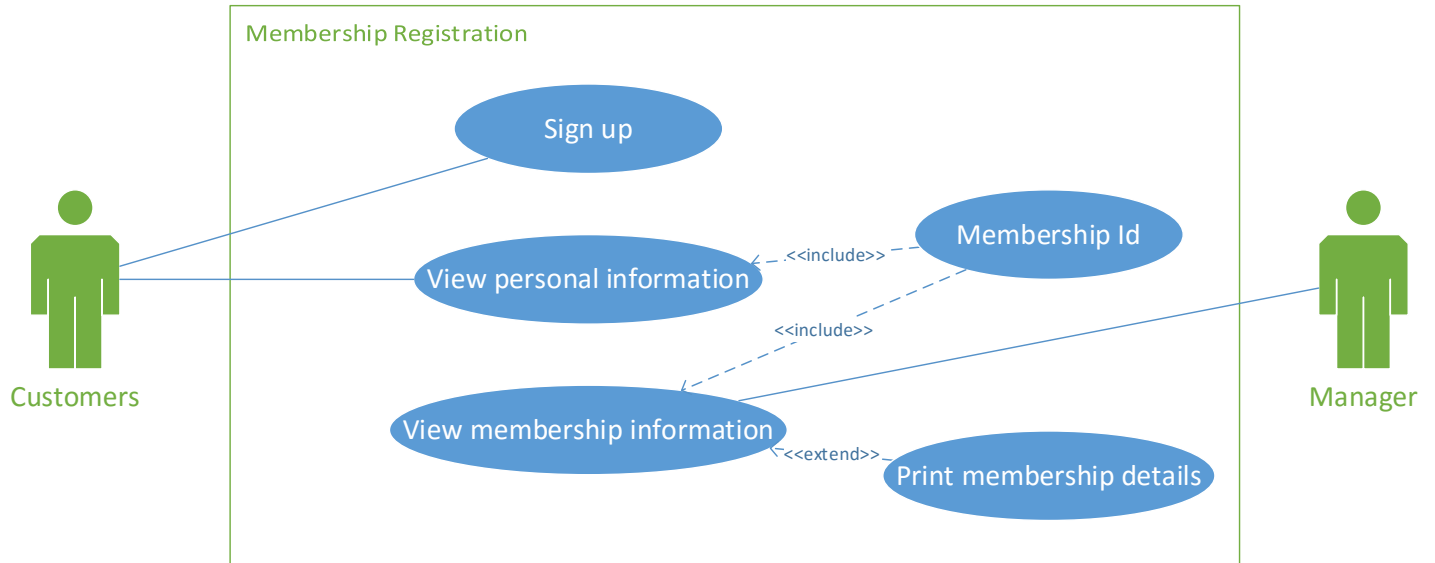 Membership Registration
Sign up
Membership Id
<<include>>
View personal information
<<include>>
Customers
Manager
View membership information
<<extend>>
Print membership details